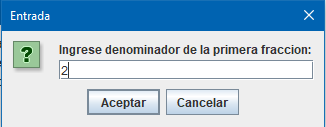 Entrada
Ingrese denominador de la primera fraccion:
2
Aceptar Cancelar